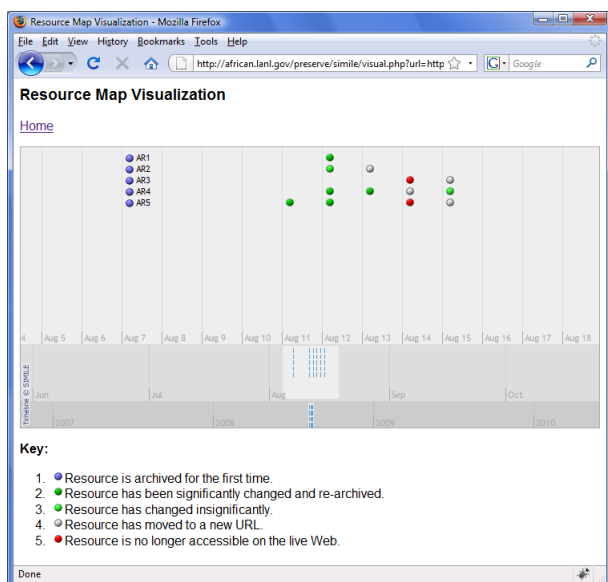 Resource Map Visualization - Mozilla Firefox
File Edit View History Bookmarks Tools Help
http://african.lanl.gov/preserve/simile/visual.php?url=http
G Google
Resource Map Visualization
Home
AR1
AR2
AR3
AR4
AR5
4 Aug 5 Aug 6 Aug 7 Aug 8 Aug 9 Aug 10 Aug 11 Aug 12 Aug 13 Aug 14 Aug 15 Aug 16 Aug 17 Aug 18
Jun Jul Aug Sep Oct
Timeline © SIMILE
2007 2008 2009 2010
Key:
1. Resource is archived for the first time.
2. Resource has been significantly changed and re-archived.
3. Resource has changed insignificantly.
4. Resource has moved to a new URL.
5. Resource is no longer accessible on the live Web.
Done